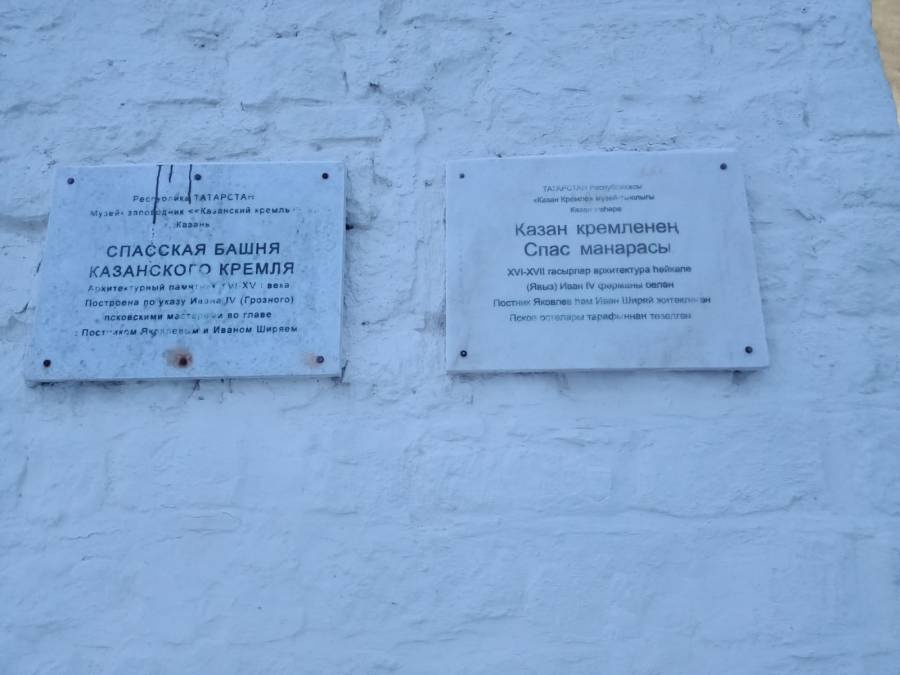 Республика ТАТАРСТАН
Музей- заповедник <<Казанский кремль
Казань
СПАССКАЯ БАШНЯ
КАЗАНСКОГО КРЕМЛЯ
Архитектурный памятник XVI-XV века.
Построена по указу Ивана IV (Грозного)
псковскими мастерами во главе
с Постником Яковлевым и Иваном Ширяем
ТАТАРСТАН Республикасы
«Казан Кремле» музей-тыюлыгы
Казан шәһәре
Казан кремленең
Спас манарасы
XVI-XVII гасырлар архитектура һәйкәле
(Явыз) Иван IV фәрманы белән
Постник Яковлев һәм Иван Ширяй җитәкләгән
Псков осталары тарафыннан төзелгән